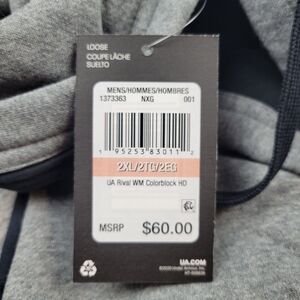 LOOSE
COUPE LÂCHE
SUELTO
MENS/HOMMES/HOMBRES
1373363 NXG 001
1 95253 83011 2
2XL/2TG/2EG
UA Rival WM Colorblock HD
MSRP $60.00
UA.COM